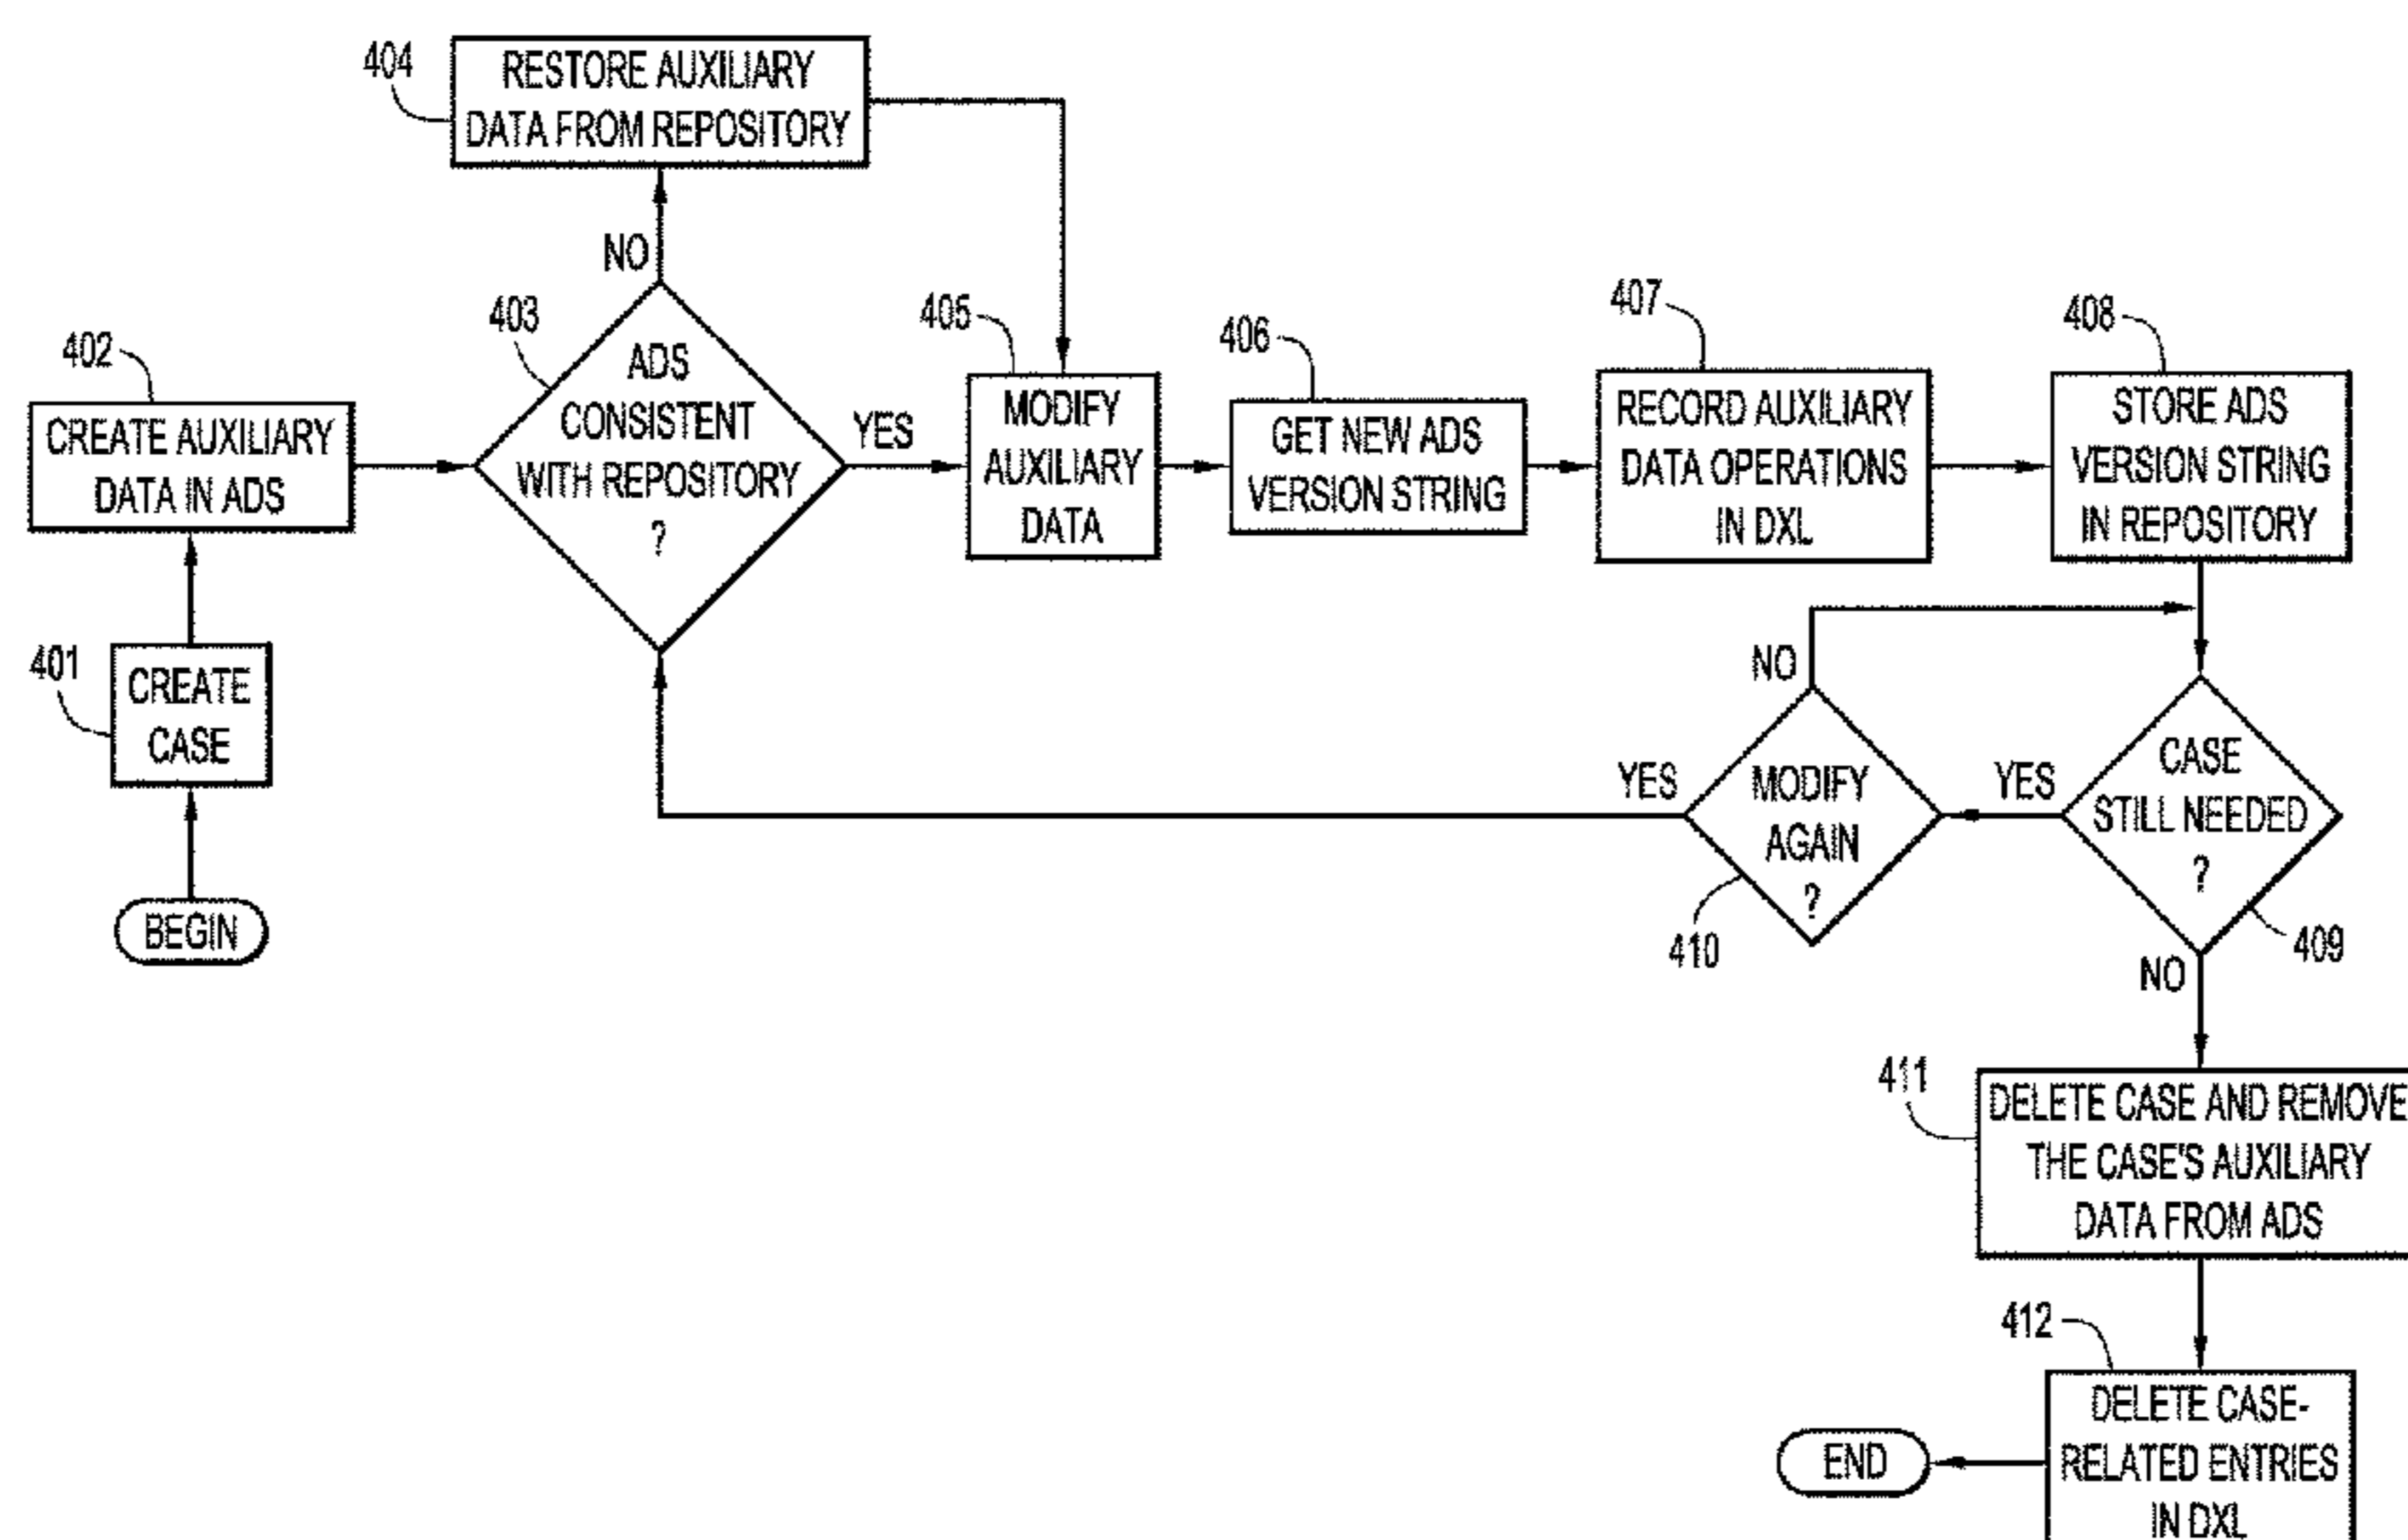 404
RESTORE AUXILIARY
DATA FROM REPOSITORY
NO
403
ADS
CONSISTENT
WITH REPOSITORY
?
YES
402
CREATE AUXILIARY
DATA IN ADS
401
CREATE
CASE
BEGIN
405
MODIFY
AUXILIARY
DATA
406
GET NEW ADS
VERSION STRING
407
RECORD AUXILIARY
DATA OPERATIONS
IN DXL
408
STORE ADS
VERSION STRING
IN REPOSITORY
NO
YES
MODIFY
AGAIN
?
410
YES
CASE
STILL NEEDED
?
409
NO
411
DELETE CASE AND REMOVE
THE CASE'S AUXILIARY
DATA FROM ADS
412
DELETE CASE-
RELATED ENTRIES
IN DXL
END